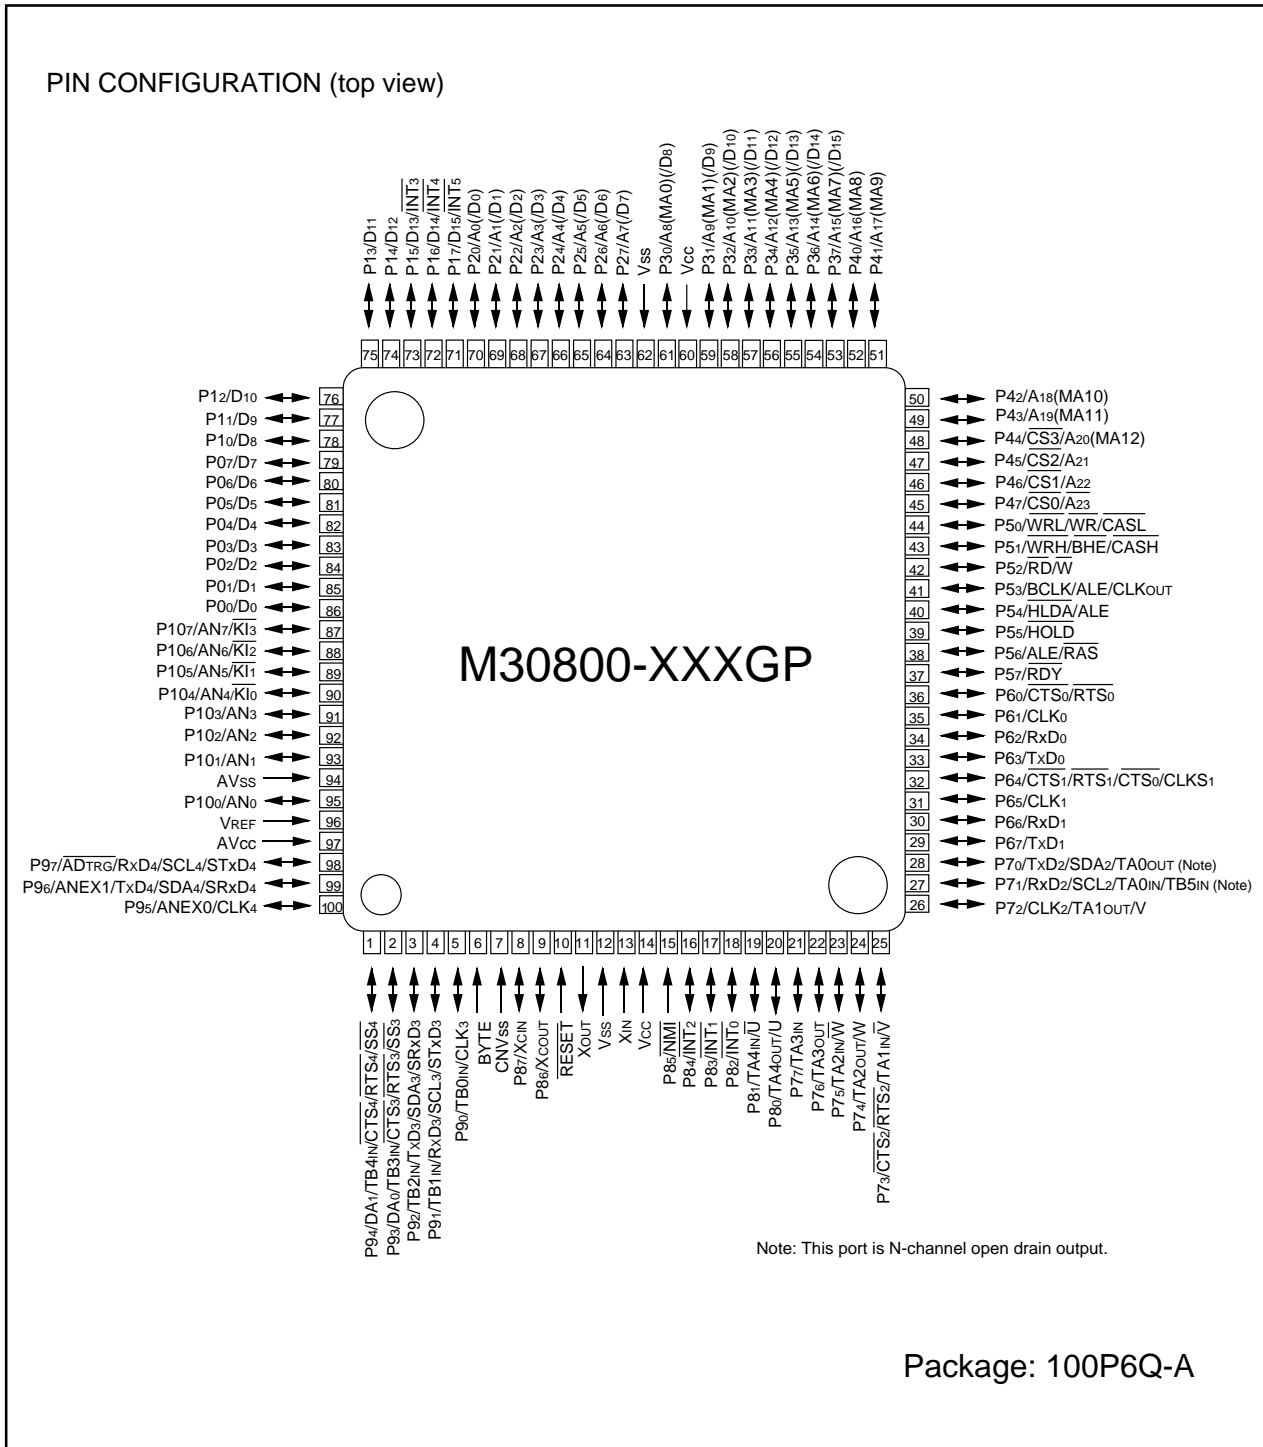 PIN CONFIGURATION (top view)
P13/D11
P14/D12
P15/D13/INT3
P16/D14/INT4
P17/D15/INT5
P20/A0(/D0)
P21/A1(/D1)
P22/A2(/D2)
P23/A3(/D3)
P24/A4(/D4)
P25/A5(/D5)
P26/A6(/D6)
P27/A7(/D7)
Vss
P30/A8(MA0)(/D8)
Vcc
P31/A9(MA1)(/D9)
P32/A10(MA2)(/D10)
P33/A11(MA3)(/D11)
P34/A12(MA4)(/D12)
P35/A13(MA5)(/D13)
P36/A14(MA6)(/D14)
P37/A15(MA7)(/D15)
P40/A16(MA8)
P41/A17(MA9)
75 74 73 72 71 70 69 68 67 66 65 64 63 62 61 60 59 58 57 56 55 54 53 52 51
P12/D10 76
P11/D9 77
P10/D8 78
P07/D7 79
P06/D6 80
P05/D5 81
P04/D4 82
P03/D3 83
P02/D2 84
P01/D1 85
P00/D0 86
P107/AN7/KI3 87
P106/AN6/KI2 88
P105/AN5/KI1 89
P104/AN4/KI0 90
P103/AN3 91
P102/AN2 92
P101/AN1 93
AVss 94
P100/AN0 95
VREF 96
AVcc 97
P97/ADTRG/RxD4/SCL4/STxD4 98
P96/ANEX1/TxD4/SDA4/SRxD4 99
P95/ANEX0/CLK4 100
M30800-XXXGP
50 P42/A18(MA10)
49 P43/A19(MA11)
48 P44/CS3/A20(MA12)
47 P45/CS2/A21
46 P46/CS1/A22
45 P47/CS0/A23
44 P50/WRL/WR/CASL
43 P51/WRH/BHE/CASH
42 P52/RD/W
41 P53/BCLK/ALE/CLKOUT
40 P54/HLDA/ALE
39 P55/HOLD
38 P56/ALE/RAS
37 P57/RDY
36 P60/CTS0/RTS0
35 P61/CLK0
34 P62/RxD0
33 P63/TxD0
32 P64/CTS1/RTS1/CTS0/CLKS1
31 P65/CLK1
30 P66/RxD1
29 P67/TxD1
28 P70/TxD2/SDA2/TA0OUT (Note)
27 P71/RxD2/SCL2/TA0IN/TB5IN (Note)
26 P72/CLK2/TA1OUT/V
1 2 3 4 5 6 7 8 9 10 11 12 13 14 15 16 17 18 19 20 21 22 23 24 25
P94/DA1/TB4IN/CTS4/RTS4/SS4
P93/DA0/TB3IN/CTS3/RTS3/SS3
P92/TB2IN/TxD3/SDA3/SRxD3
P91/TB1IN/RxD3/SCL3/STxD3
P90/TB0IN/CLK3
BYTE
CNVss
P87/XCIN
P86/XCOUT
RESET
XOUT
Vss
XIN
Vcc
P85/NMI
P84/INT2
P83/INT1
P82/INT0
P81/TA4IN/U
P80/TA4OUT/U
P77/TA3IN
P76/TA3OUT
P75/TA2IN/W
P74/TA2OUT/W
P73/CTS2/RTS2/TA1IN/V
Note: This port is N-channel open drain output.
Package: 100P6Q-A